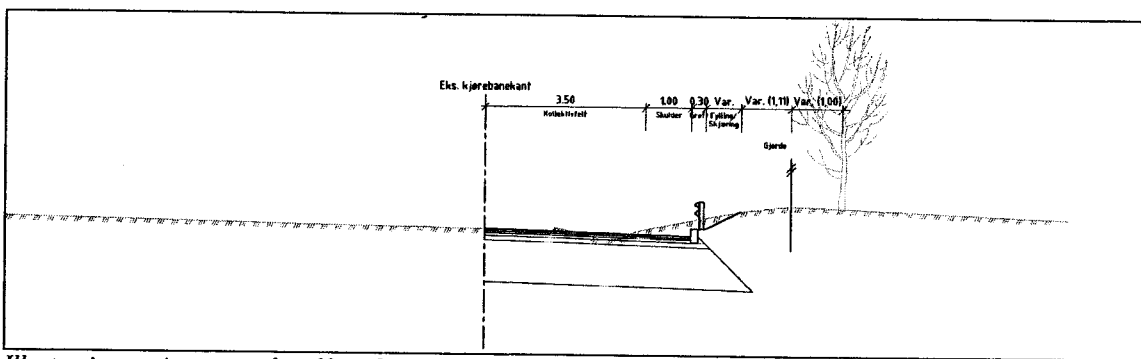 Eks. kjørebanekant
3.50 1.00 0.30 Var. Var. (1,11) Var. (1,00)
Kollektivfelt Skulder Grøft Fylling/
Skjæring
Gjerde